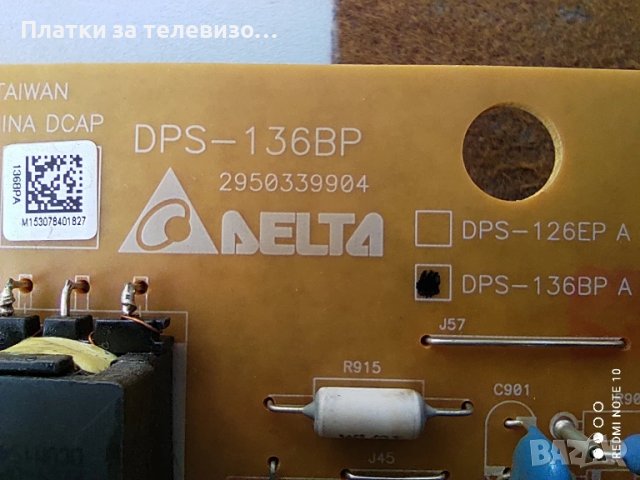 Платки за телевизо...
TAIWAN
INA DCAP
DPS-136BP
2950339904
136BPA
M153078401827
DELTA
DPS-126EP A
DPS-136BP A
J57
R915
C901
J45
REDMI NOTE 10
BAZAR